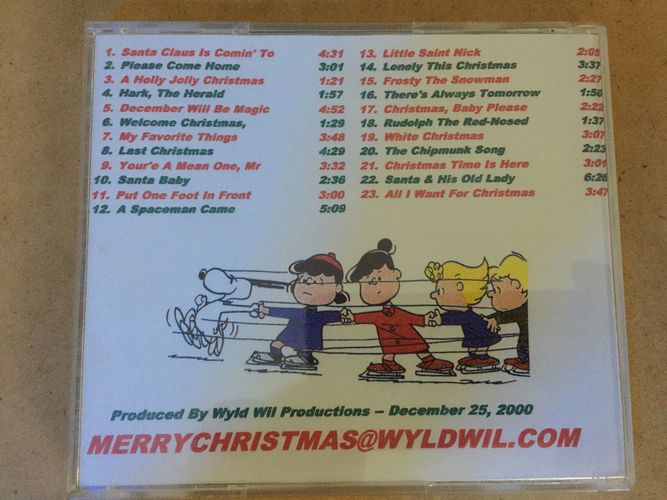 1. Santa Claus Is Comin' To 4:31
2. Please Come Home 3:01
3. A Holly Jolly Christmas 1:21
4. Hark, The Herald 1:57
5. December Will Be Magic 4:52
6. Welcome Christmas, 1:29
7. My Favorite Things 3:48
8. Last Christmas 4:29
9. Your'e A Mean One, Mr 3:32
10. Santa Baby 2:36
11. Put One Foot In Front 3:00
12. A Spaceman Came 5:09
13. Little Saint Nick 2:05
14. Lonely This Christmas 3:37
15. Frosty The Snowman 2:27
16. There's Always Tomorrow 1:56
17. Christmas, Baby Please 2:22
18. Rudolph The Red-Nosed 1:37
19. White Christmas 3:07
20. The Chipmunk Song 2:23
21. Christmas Time Is Here 3:01
22. Santa & His Old Lady 6:26
23. All I Want For Christmas 3:47
Produced By Wyld Wil Productions – December 25, 2000
MERRYCHRISTMAS@WYLDWIL.COM